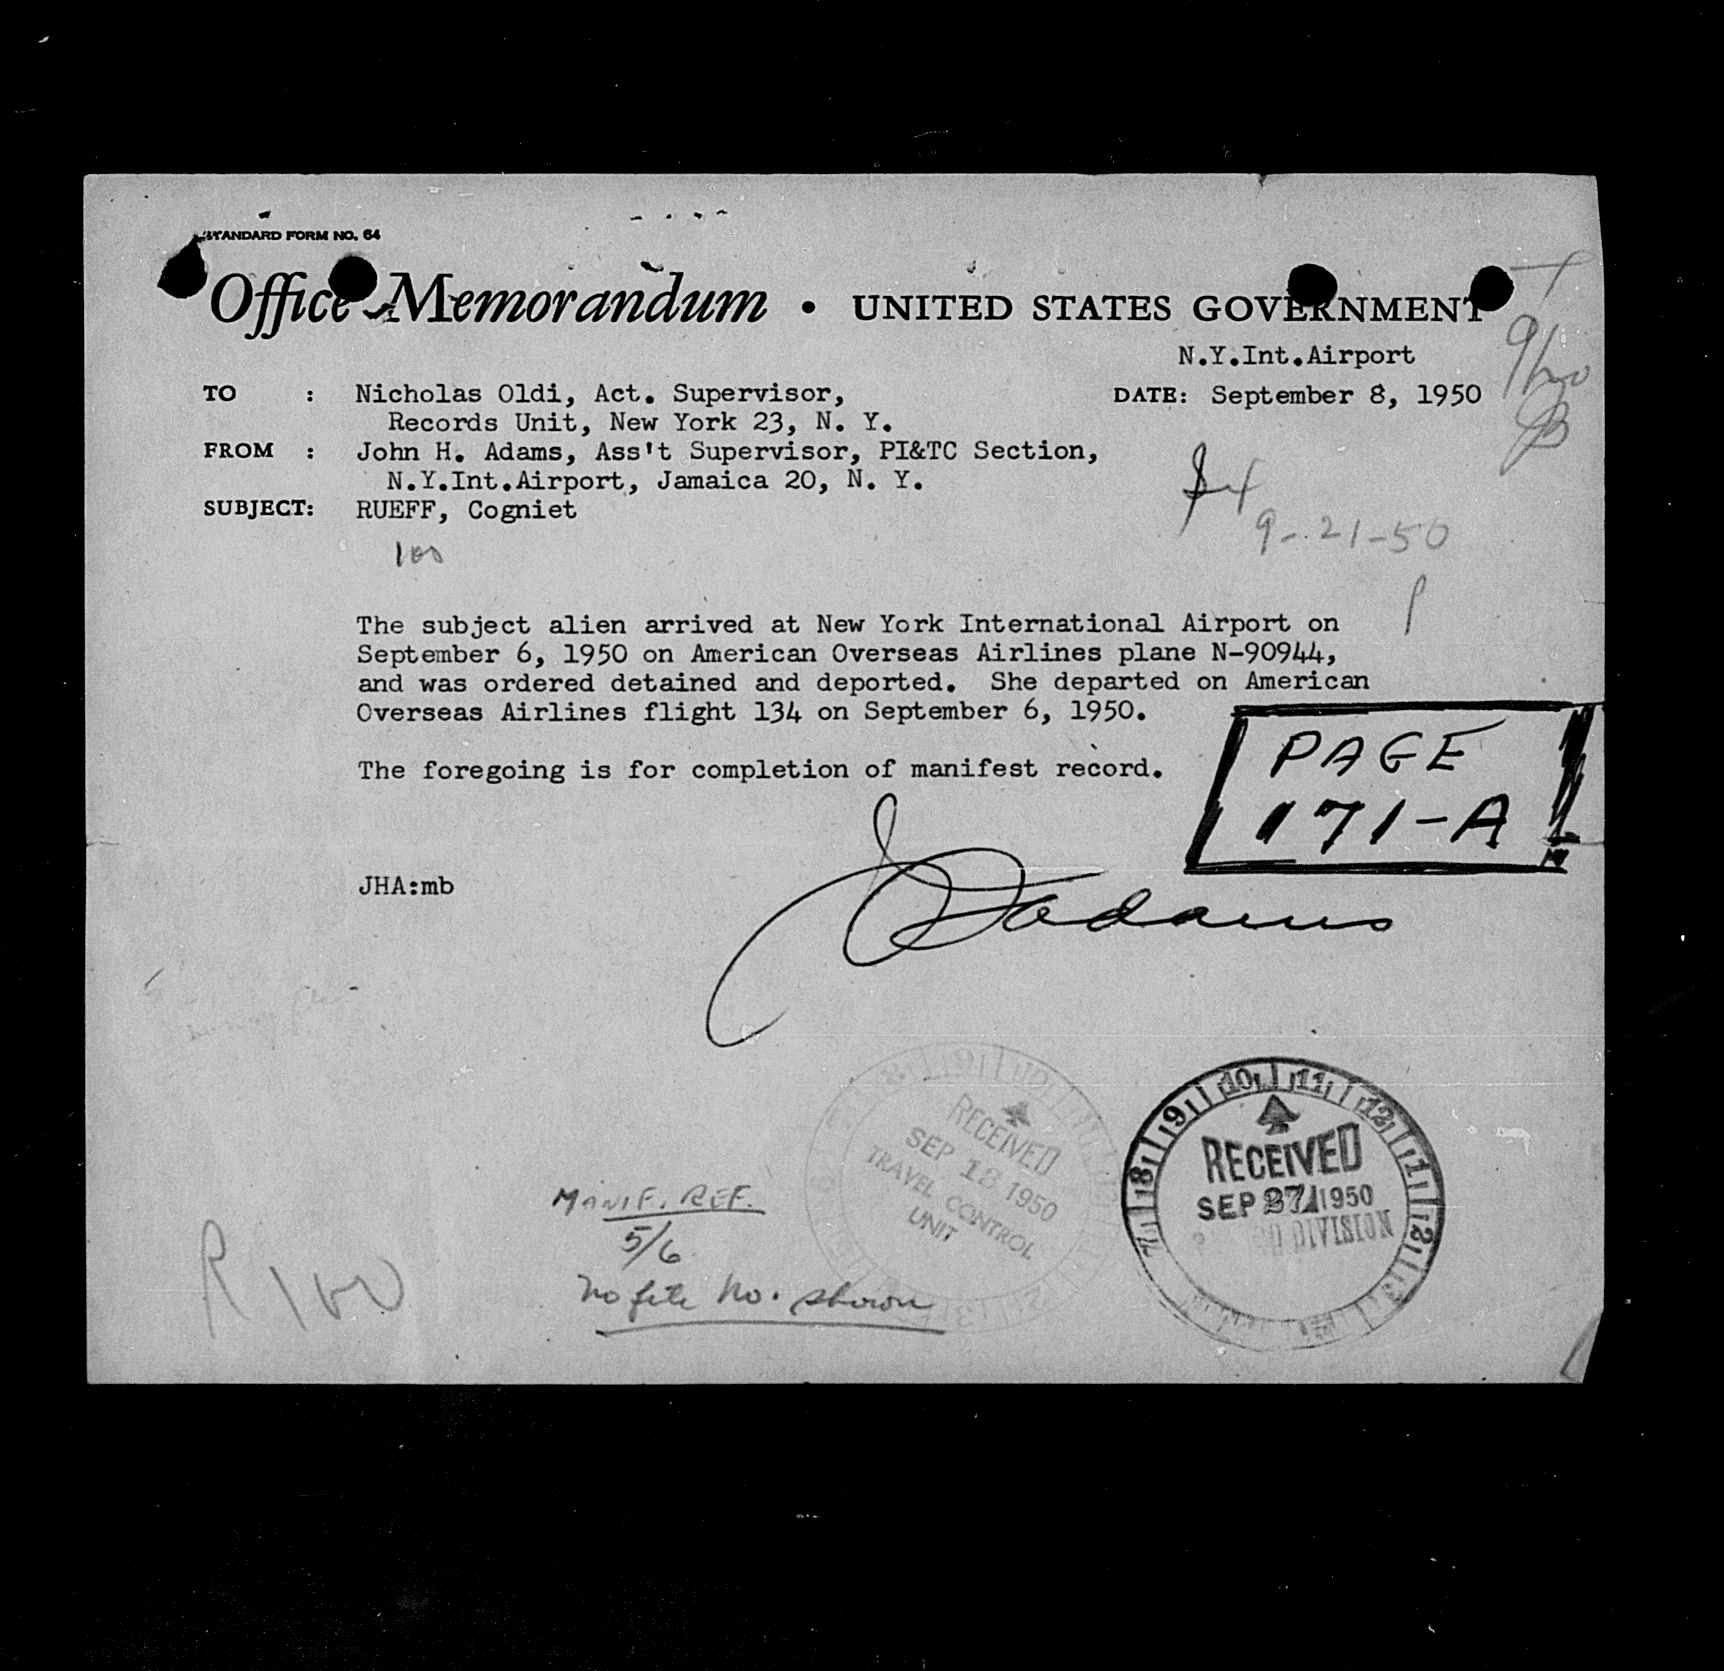 STANDARD FORM NO. 64
Office Memorandum • UNITED STATES GOVERNMENT
N.Y.Int.Airport
TO : Nicholas Oldi, Act. Supervisor, DATE: September 8, 1950
Records Unit, New York 23, N. Y.
FROM : John H. Adams, Ass't Supervisor, PI&TC Section,
N.Y.Int.Airport, Jamaica 20, N. Y.
SUBJECT: RUEFF, Cogniet
100
9-21-50
The subject alien arrived at New York International Airport on
September 6, 1950 on American Overseas Airlines plane N-90944,
and was ordered detained and deported. She departed on American
Overseas Airlines flight 134 on September 6, 1950.
The foregoing is for completion of manifest record.
PAGE
171-A
JHA:mb
Adams
RECEIVED
SEP 1950
TRAVEL CONTROL
UNIT
RECEIVED
SEP 27 1950
DIVISION
MANIF. REF.
5/6
No file No. shown
R 100